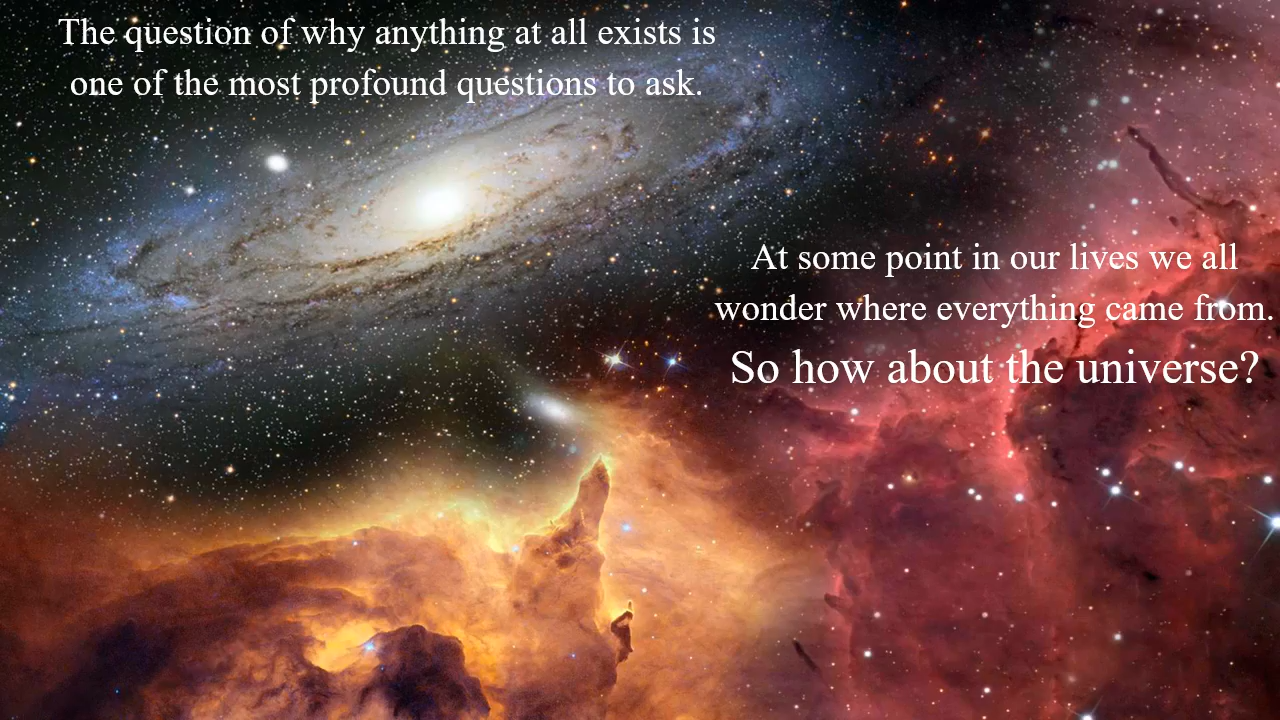 The question of why anything at all exists is
one of the most profound questions to ask.
At some point in our lives we all
wonder where everything came from.
So how about the universe?